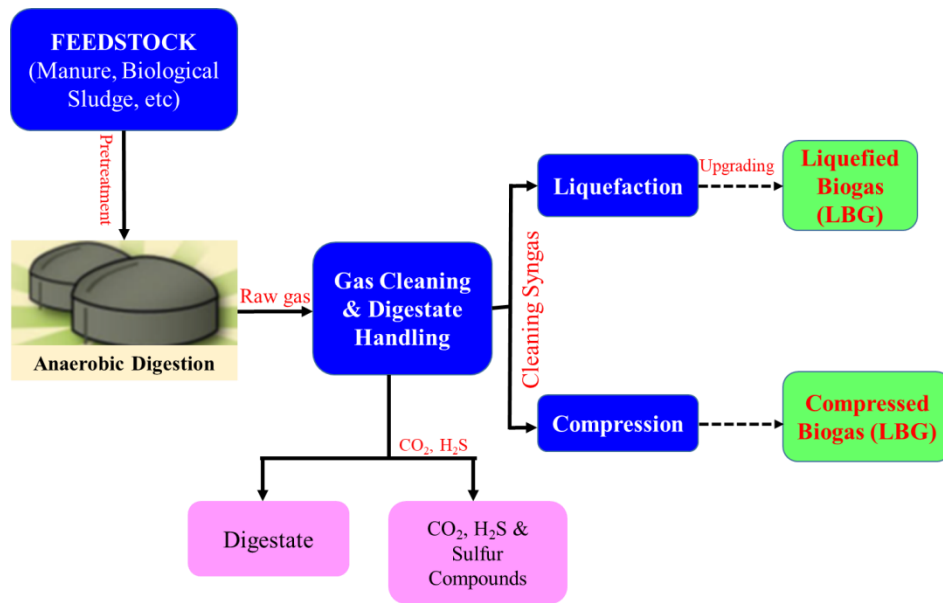 FEEDSTOCK
(Manure, Biological
Sludge, etc)
Pretreatment
Anaerobic Digestion
Raw gas
Gas Cleaning
& Digestate
Handling
Cleaning Syngas
Liquefaction
Upgrading
Liquefied
Biogas
(LBG)
Compression
Compressed
Biogas (LBG)
CO₂, H₂S
Digestate
CO₂, H₂S &
Sulfur
Compounds